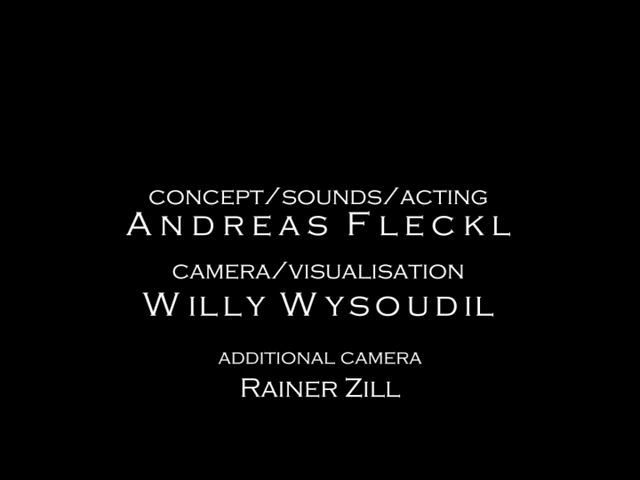 CONCEPT/SOUNDS/ACTING
ANDREAS FLECKL
CAMERA/VISUALISATION
WILLY WYSOUDIL
ADDITIONAL CAMERA
RAINER ZILL